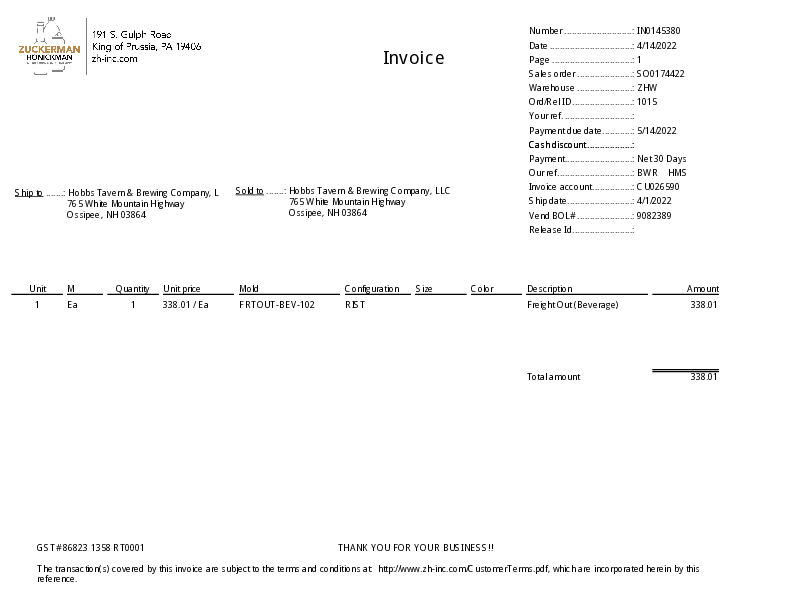 ZUCKERMAN
HONICKMAN
191 S. Gulph Road
King of Prussia, PA 19406
zh-inc.com
Invoice
Number....................: IN0145380
Date ....................: 4/14/2022
Page ....................: 1
Sales order ....................: SO0174422
Warehouse ....................: ZHW
Ord/Rel ID....................: 1015
Your ref....................:
Payment due date............: 5/14/2022
Cash discount................:
Payment....................: Net 30 Days
Our ref....................: BWR HMS
Invoice account..............: CU026590
Ship date....................: 4/1/2022
Vend BOL# ....................: 9082389
Release Id....................:
Ship to .......: Hobbs Tavern & Brewing Company, L
765 White Mountain Highway
Ossipee, NH 03864
Sold to ........: Hobbs Tavern & Brewing Company, LLC
765 White Mountain Highway
Ossipee, NH 03864
Unit M Quantity Unit price Mold Configuration Size Color Description Amount
1 Ea 1 338.01 / Ea FRTOUT-BEV-102 RIST Freight Out (Beverage) 338.01
Total amount 338.01
GST # 86823 1358 RT0001 THANK YOU FOR YOUR BUSINESS!!
The transaction(s) covered by this invoice are subject to the terms and conditions at: http://www.zh-inc.com/CustomerTerms.pdf, which are incorporated herein by this
reference.